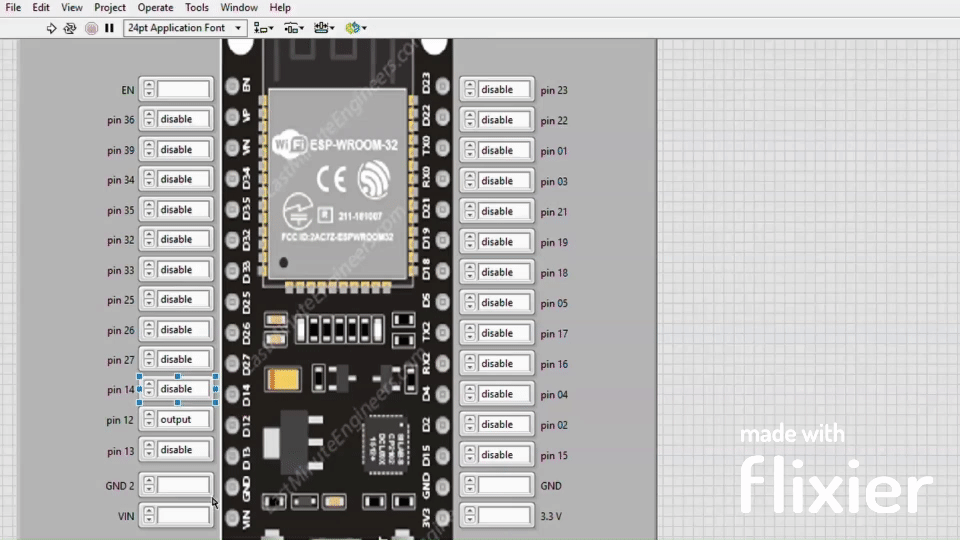 File Edit View Project Operate Tools Window Help
24pt Application Font
EN
pin 36 disable
pin 39 disable
pin 34 disable
pin 35 disable
pin 32 disable
pin 33 disable
pin 25 disable
pin 26 disable
pin 27 disable
pin 14 disable
pin 12 output
pin 13 disable
GND 2
VIN
EN
VP
VN
D34
D35
D32
D33
D25
D26
D27
D14
D12
D13
GND
VIN
WiFi ESP-WROOM-32
CE
R 211-161007
FCC ID:2AC7Z-ESPWROOM32
LastMinuteEngineers.com
LastMinuteEngineers.com
SILABS
CP2102
D23
D22
TX0
RX0
D21
D19
D18
D5
TX2
RX2
D4
D2
D15
GND
3V3
disable pin 23
disable pin 22
disable pin 01
disable pin 03
disable pin 21
disable pin 19
disable pin 18
disable pin 05
disable pin 17
disable pin 16
disable pin 04
disable pin 02
disable pin 15
GND
3.3 V
made with
flixier